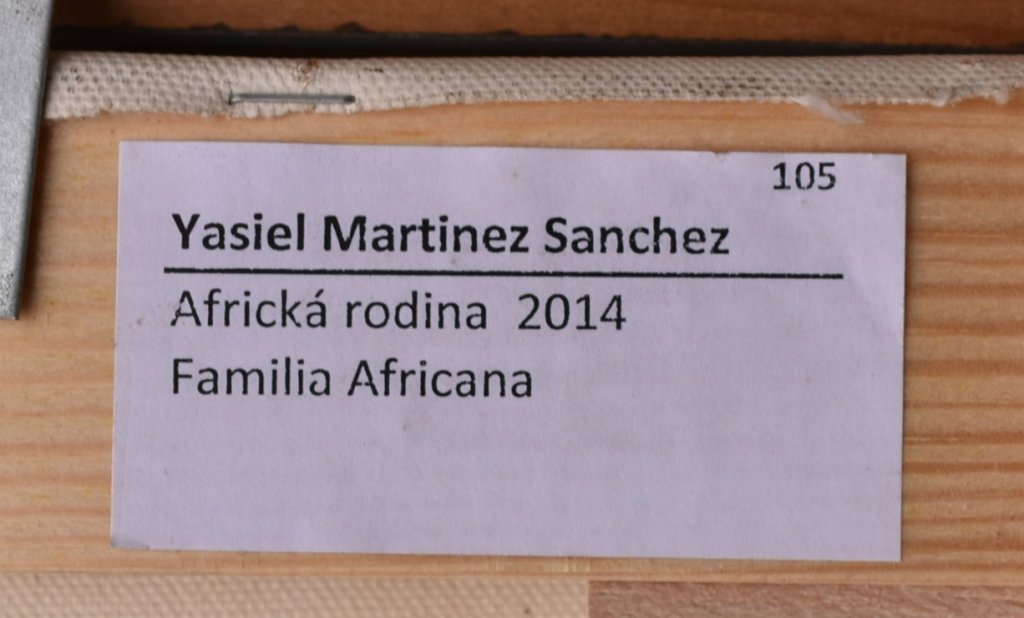 105
Yasiel Martinez Sanchez
Africká rodina 2014
Familia Africana